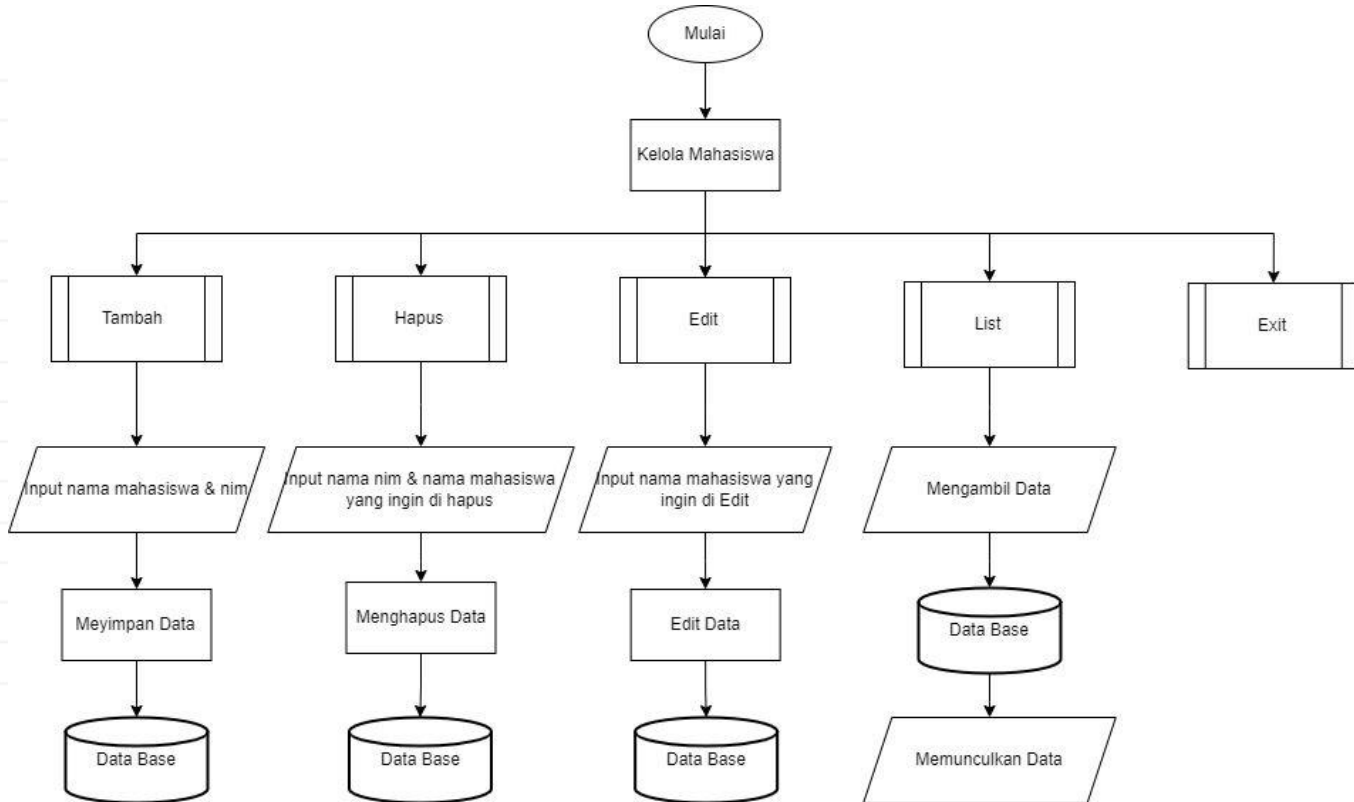 Mulai
Kelola Mahasiswa
Tambah
Hapus
Edit
List
Exit
Input nama mahasiswa & nim
Input nama nim & nama mahasiswa
yang ingin di hapus
Input nama mahasiswa yang
ingin di Edit
Mengambil Data
Meyimpan Data
Menghapus Data
Edit Data
Data Base
Data Base
Data Base
Data Base
Memunculkan Data